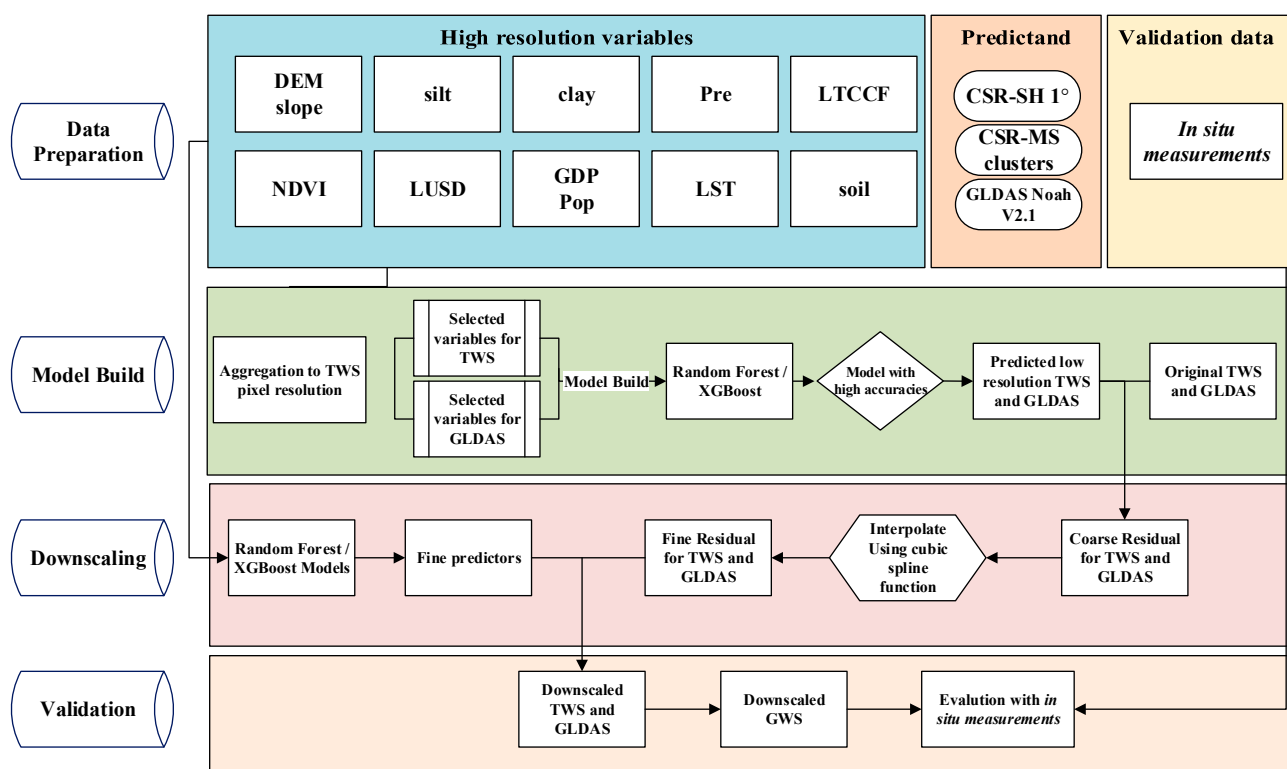 High resolution variables
Predictand
Validation data
Data
Preparation
DEM
slope
silt
clay
Pre
LTCCF
NDVI
LUSD
GDP
Pop
LST
soil
CSR-SH 1°
CSR-MS
clusters
GLDAS Noah
V2.1
In situ
measurements
Model Build
Aggregation to TWS
pixel resolution
Selected
variables for
TWS
Selected
variables for
GLDAS
Model Build
Random Forest /
XGBoost
Model with
high accuracies
Predicted low
resolution TWS
and GLDAS
Original TWS
and GLDAS
Downscaling
Random Forest /
XGBoost Models
Fine predictors
Fine Residual
for TWS and
GLDAS
Interpolate
Using cubic
spline
function
Coarse Residual
for TWS and
GLDAS
Validation
Downscaled
TWS and
GLDAS
Downscaled
GWS
Evalution with in
situ measurements